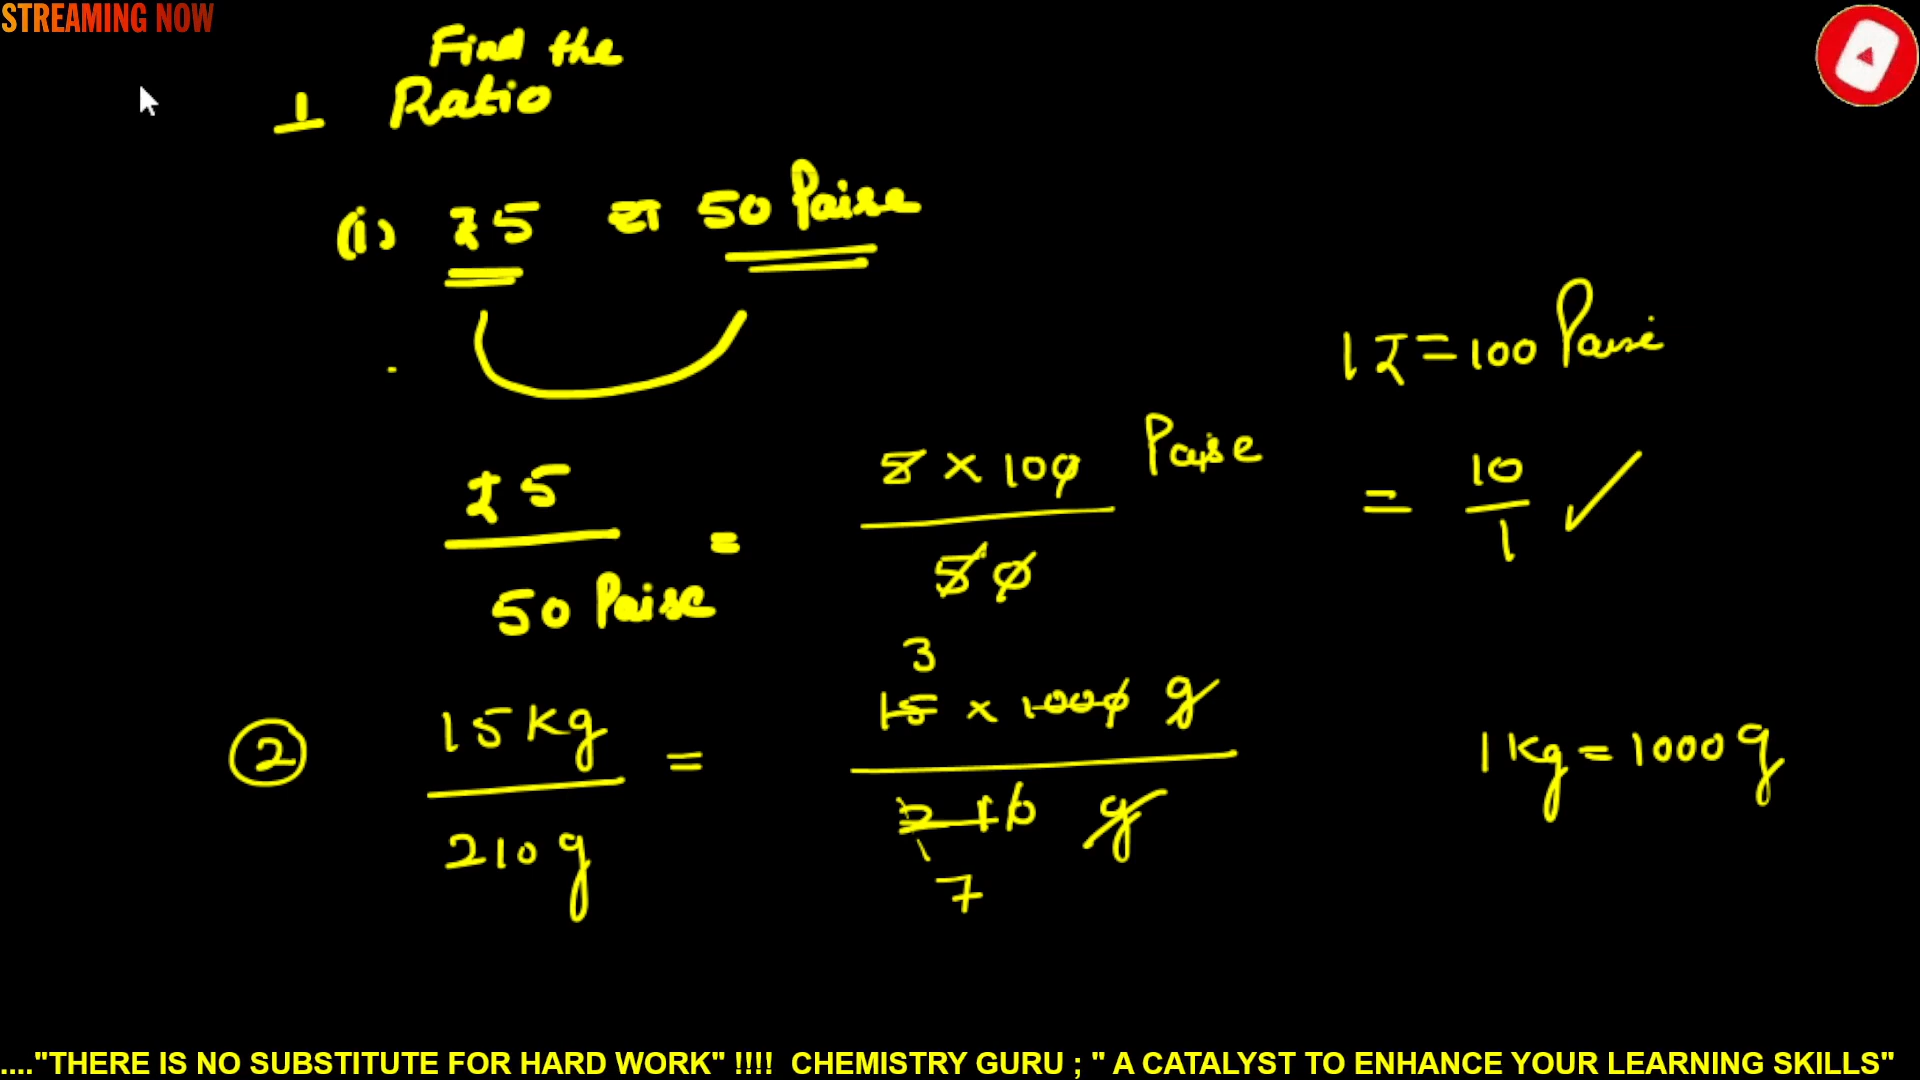 STREAMING NOW
Find the
1 Ratio
(i) ₹5 का 50 Paise
1 ₹ = 100 Paise
₹5 / 50 Paise = 5 × 100 Paise / 50 = 10 / 1 ✓
3
② 15 Kg / 210 g = 15 × 1000 g / 210 g
1 Kg = 1000 g
7
...."THERE IS NO SUBSTITUTE FOR HARD WORK" !!!! CHEMISTRY GURU ; " A CATALYST TO ENHANCE YOUR LEARNING SKILLS"